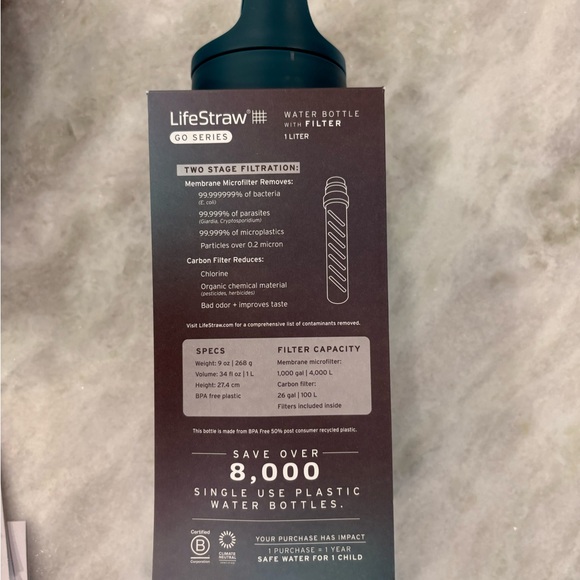 LifeStraw®
GO SERIES
WATER BOTTLE
WITH FILTER
1 LITER
TWO STAGE FILTRATION:
Membrane Microfilter Removes:
99.999999% of bacteria
(E. coli)
99.999% of parasites
(Giardia, Cryptosporidium)
99.999% of microplastics
Particles over 0.2 micron
Carbon Filter Reduces:
Chlorine
Organic chemical material
(pesticides, herbicides)
Bad odor + improves taste
Visit LifeStraw.com for a comprehensive list of contaminants removed.
SPECS
Weight: 9 oz | 268 g
Volume: 34 fl oz | 1 L
Height: 27.4 cm
BPA free plastic
FILTER CAPACITY
Membrane microfilter:
1,000 gal | 4,000 L
Carbon filter:
26 gal | 100 L
Filters included inside
This bottle is made from BPA Free 50% post consumer recycled plastic.
SAVE OVER
8,000
SINGLE USE PLASTIC
WATER BOTTLES.
Certified
B
Corporation
CLIMATE
NEUTRAL
YOUR PURCHASE HAS IMPACT
1 PURCHASE = 1 YEAR
SAFE WATER FOR 1 CHILD